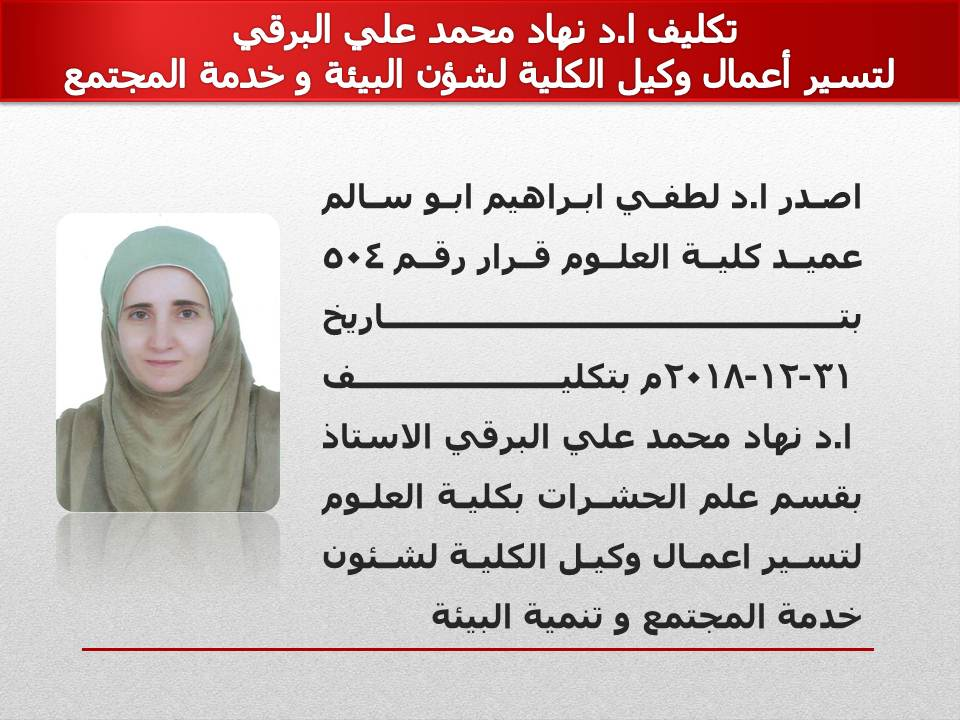 تكليف ا.د نهاد محمد علي البرقي
لتسير أعمال وكيل الكلية لشؤن البيئة و خدمة المجتمع
اصدر ا.د لطفي ابراهيم ابو سالم
عميد كلية العلوم قرار رقم ٥٠٤
بتاريخ
٣١-١٢-٢٠١٨م بتكليف
ا.د نهاد محمد علي البرقي الاستاذ
بقسم علم الحشرات بكلية العلوم
لتسير اعمال وكيل الكلية لشئون
خدمة المجتمع و تنمية البيئة